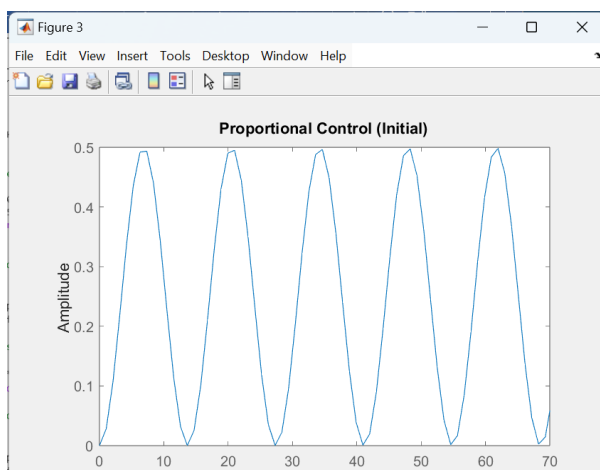 Figure 3
File Edit View Insert Tools Desktop Window Help
Proportional Control (Initial)
0.5
0.4
0.3
Amplitude
0.2
0.1
0
0 10 20 30 40 50 60 70